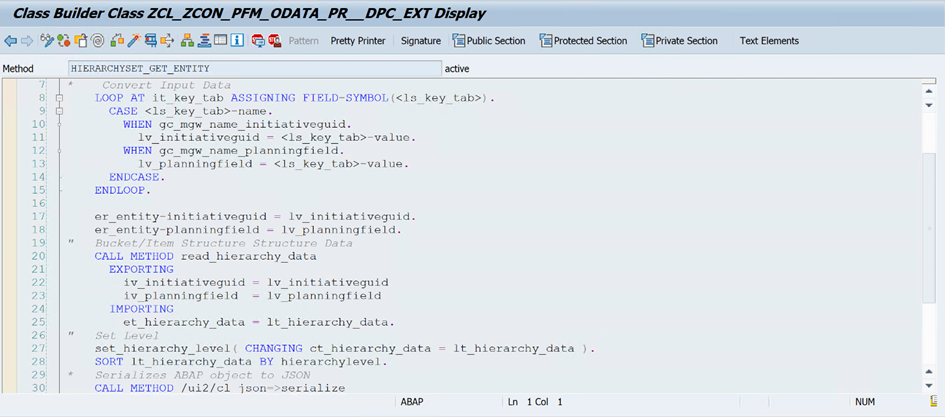 Class Builder Class ZCL_ZCON_PFM_ODATA_PR__DPC_EXT Display
Pattern Pretty Printer Signature Public Section Protected Section Private Section Text Elements
Method HIERARCHYSET_GET_ENTITY active
7 * Convert Input Data
8 LOOP AT it_key_tab ASSIGNING FIELD-SYMBOL(<ls_key_tab>).
9 CASE <ls_key_tab>-name.
10 WHEN gc_mgw_name_initiativeguid.
11 lv_initiativeguid = <ls_key_tab>-value.
12 WHEN gc_mgw_name_planningfield.
13 lv_planningfield = <ls_key_tab>-value.
14 ENDCASE.
15 ENDLOOP.
16
17 er_entity-initiativeguid = lv_initiativeguid.
18 er_entity-planningfield = lv_planningfield.
19 " Bucket/Item Structure Structure Data
20 CALL METHOD read_hierarchy_data
21 EXPORTING
22 iv_initiativeguid = lv_initiativeguid
23 iv_planningfield = lv_planningfield
24 IMPORTING
25 et_hierarchy_data = lt_hierarchy_data.
26 " Set Level
27 set_hierarchy_level( CHANGING ct_hierarchy_data = lt_hierarchy_data ).
28 SORT lt_hierarchy_data BY hierarchylevel.
29 * Serializes ABAP object to JSON
30 CALL METHOD /ui2/cl_json=>serialize
ABAP Ln 1 Col 1 NUM